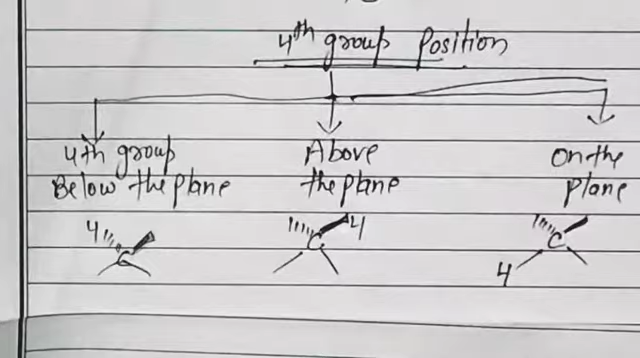 4th group Position
4th group
Below the plane
Above
the plane
On the
plane
4 C
C 4
C
4